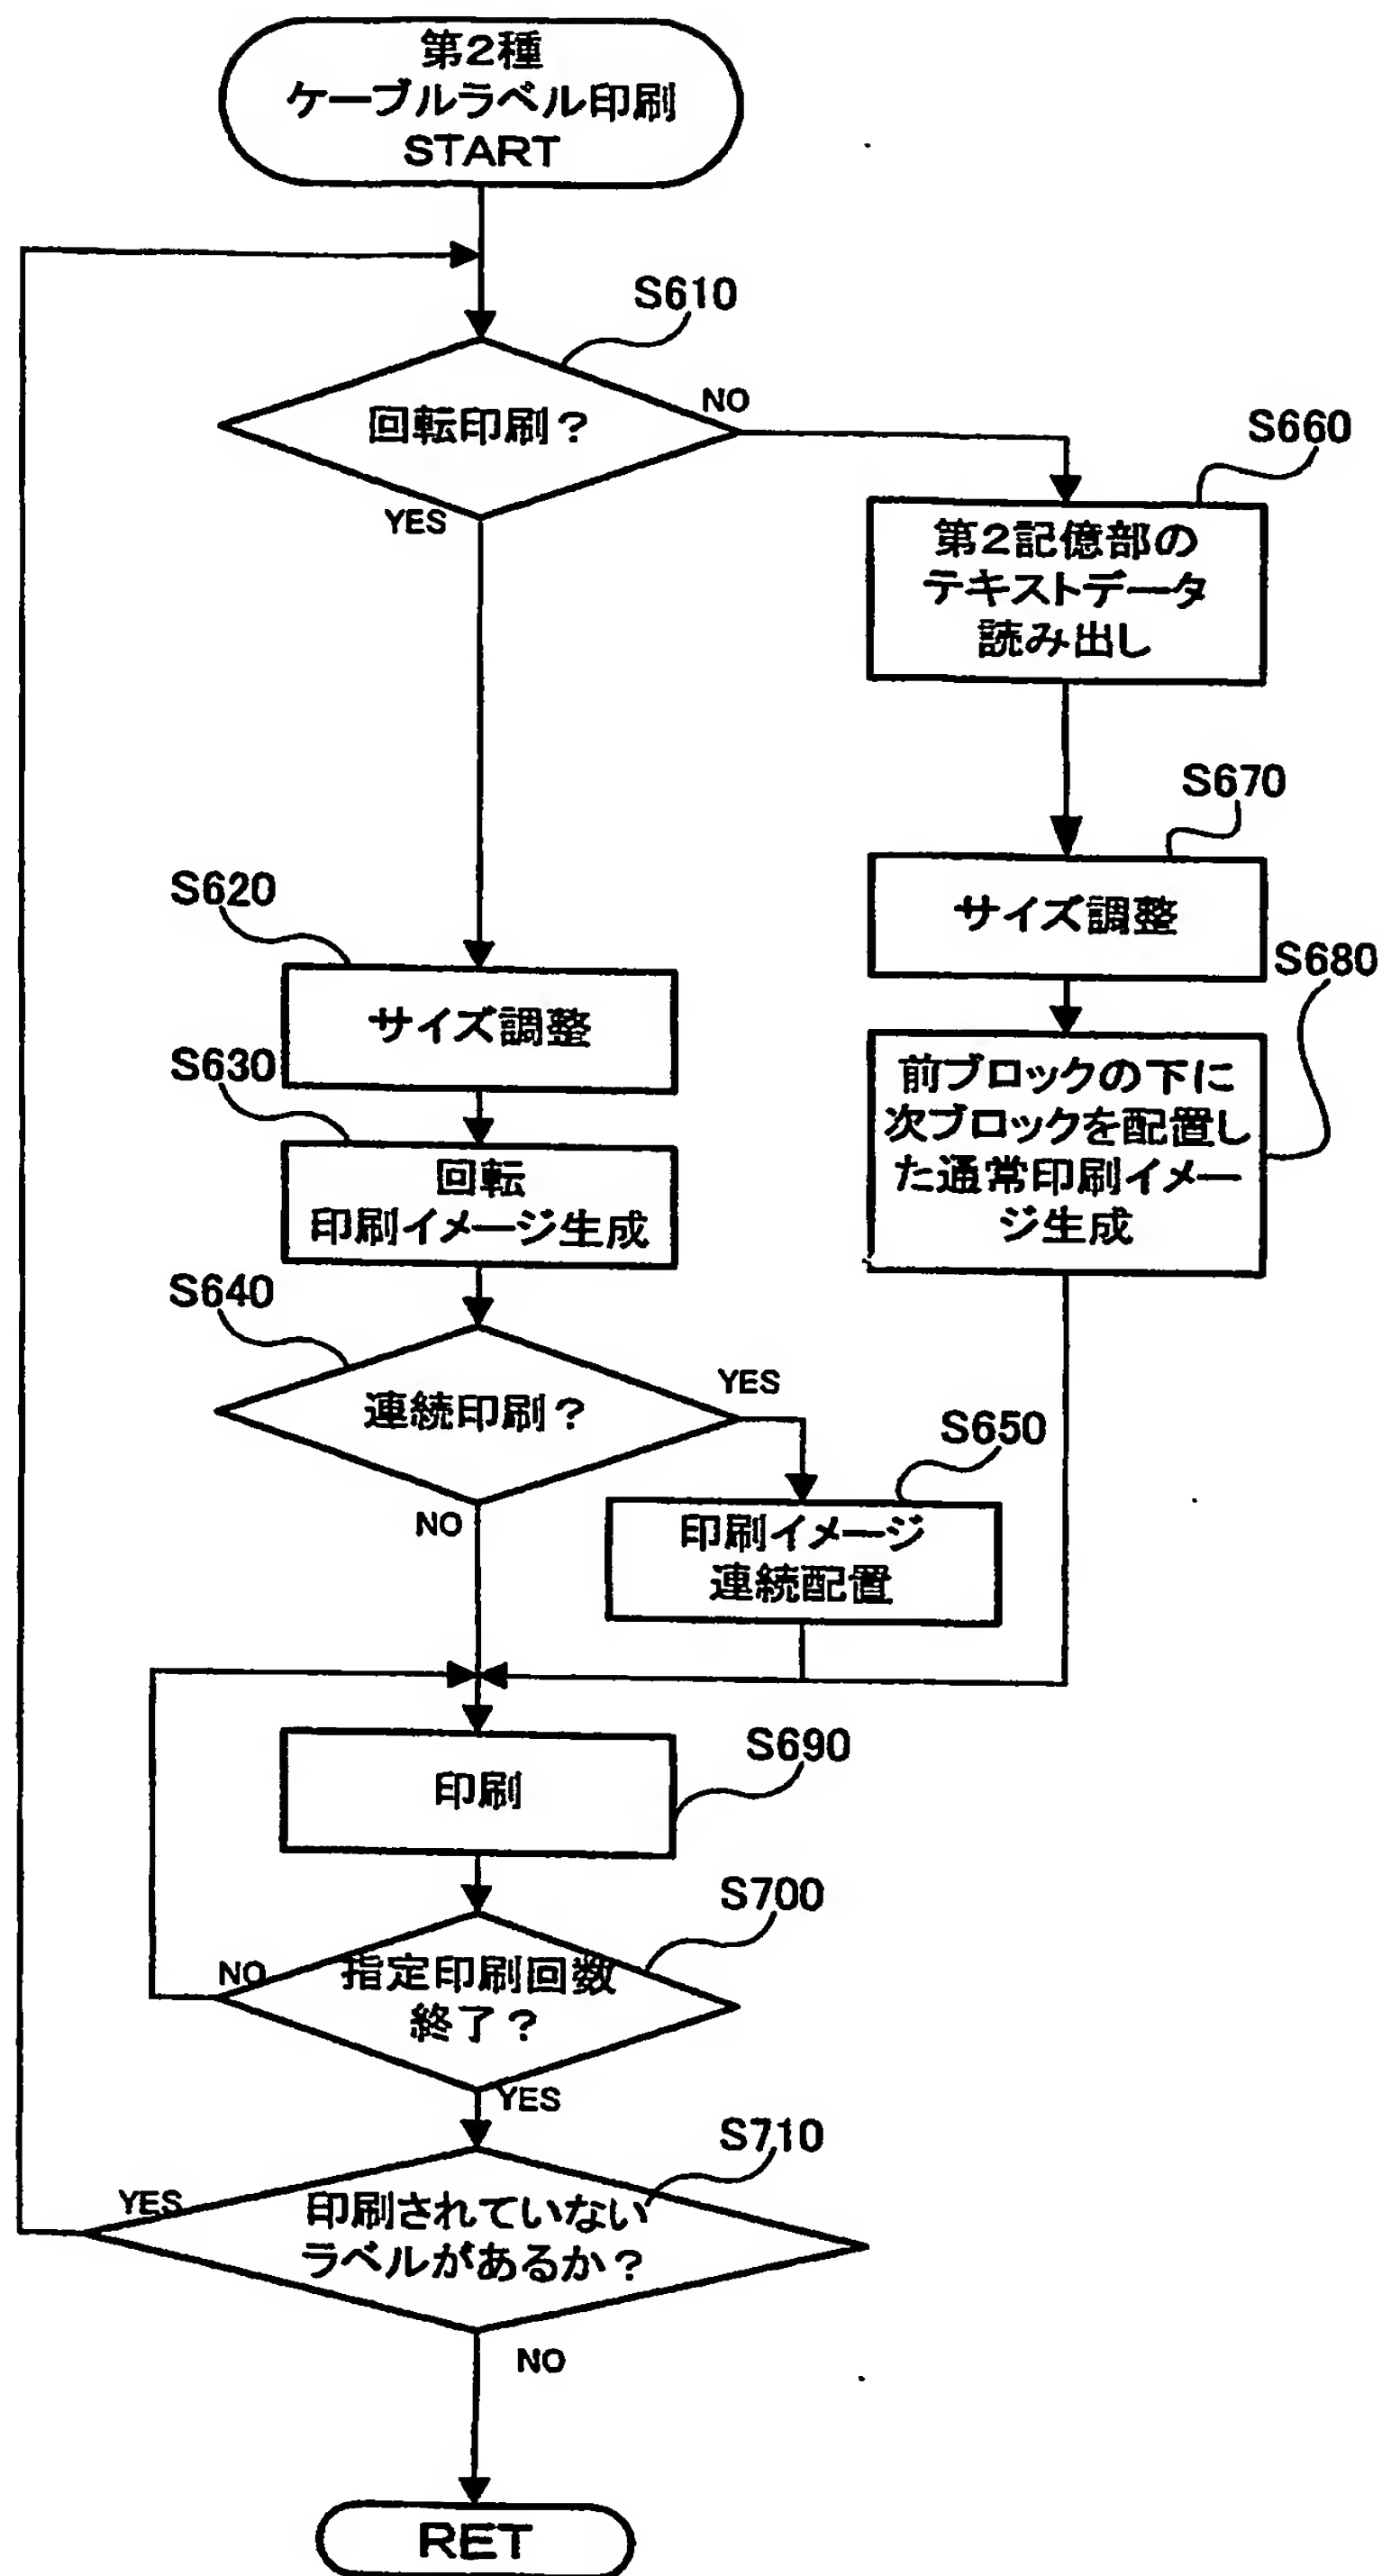 第2種
ケーブルラベル印刷
START
S610
回転印刷？
NO
YES
S660
第2記憶部の
テキストデータ
読み出し
S670
サイズ調整
S620
サイズ調整
S680
前ブロックの下に
次ブロックを配置し
た通常印刷イメー
ジ生成
S630
回転
印刷イメージ生成
S640
連続印刷？
YES
NO
S650
印刷イメージ
連続配置
S690
印刷
S700
指定印刷回数
終了？
NO
YES
S710
印刷されていない
ラベルがあるか？
YES
NO
RET